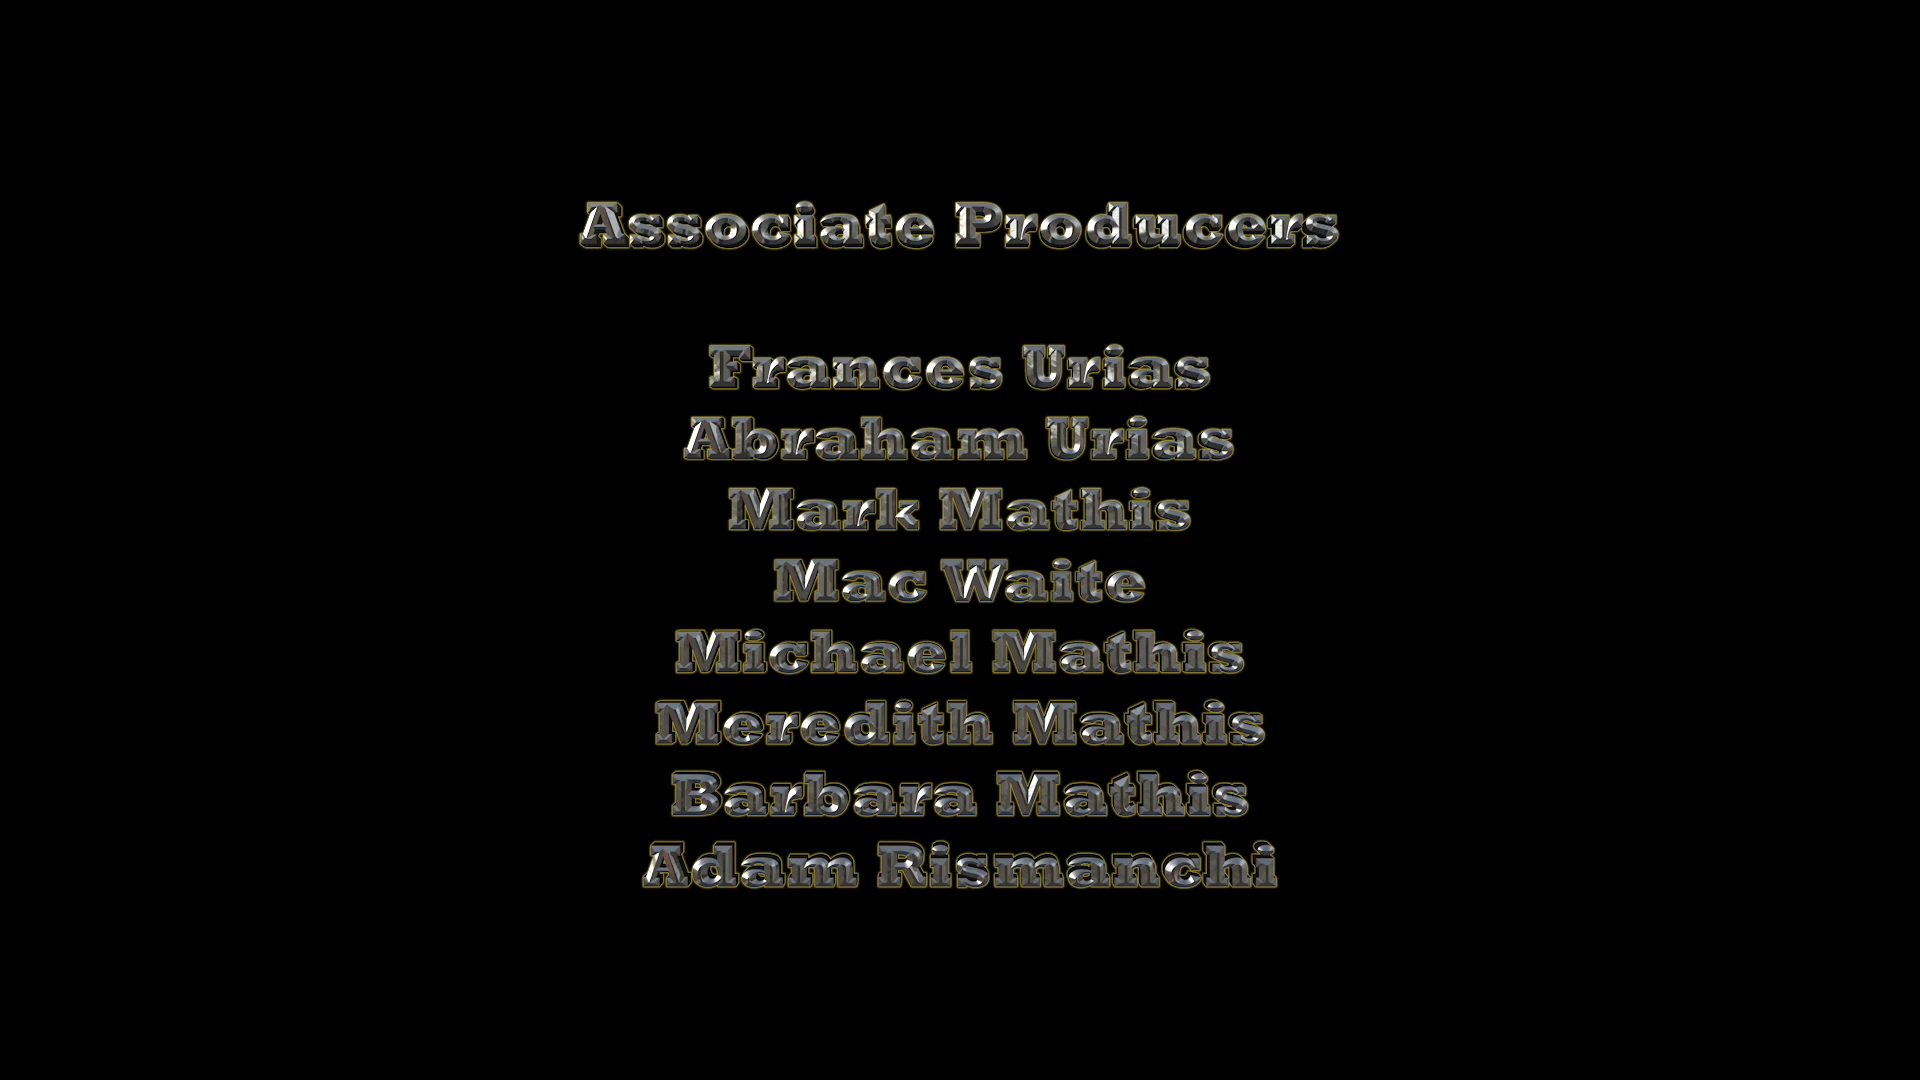 Associate Producers
Frances Urias
Abraham Urias
Mark Mathis
Mac Waite
Michael Mathis
Meredith Mathis
Barbara Mathis
Adam Rismanchi